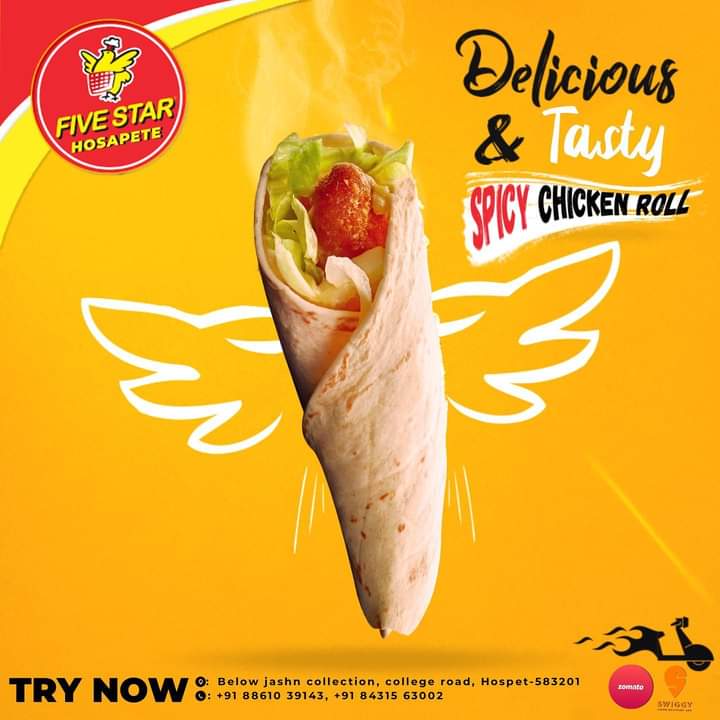 FIVE STAR
HOSAPETE
Delicious
& Tasty
SPICY CHICKEN ROLL
TRY NOW
: Below jashn collection, college road, Hospet-583201
: +91 88610 39143, +91 84315 63002
zomato
SWIGGY